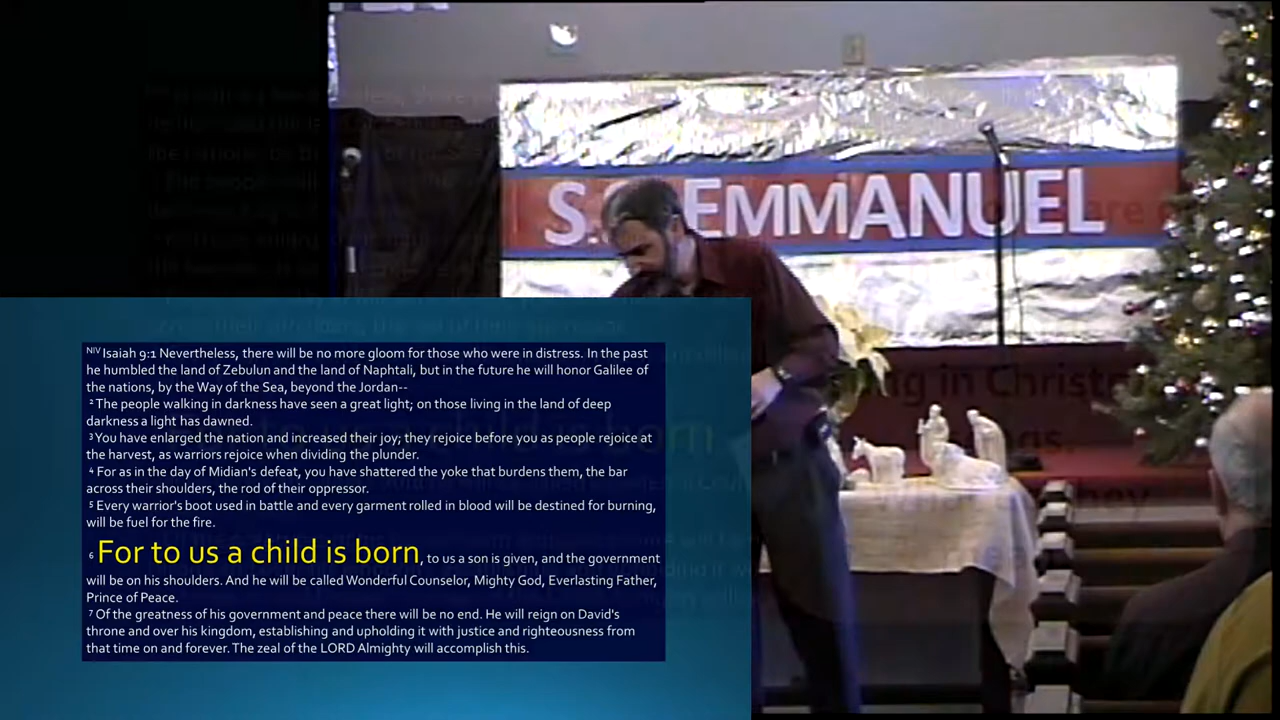 S. EMMANUEL
NIV Isaiah 9:1 Nevertheless, there will be no more gloom for those who were in distress. In the past
he humbled the land of Zebulun and the land of Naphtali, but in the future he will honor Galilee of
the nations, by the Way of the Sea, beyond the Jordan--
2 The people walking in darkness have seen a great light; on those living in the land of deep
darkness a light has dawned.
3 You have enlarged the nation and increased their joy; they rejoice before you as people rejoice at
the harvest, as warriors rejoice when dividing the plunder.
4 For as in the day of Midian's defeat, you have shattered the yoke that burdens them, the bar
across their shoulders, the rod of their oppressor.
5 Every warrior's boot used in battle and every garment rolled in blood will be destined for burning,
will be fuel for the fire.
6 For to us a child is born, to us a son is given, and the government
will be on his shoulders. And he will be called Wonderful Counselor, Mighty God, Everlasting Father,
Prince of Peace.
7 Of the greatness of his government and peace there will be no end. He will reign on David's
throne and over his kingdom, establishing and upholding it with justice and righteousness from
that time on and forever. The zeal of the LORD Almighty will accomplish this.